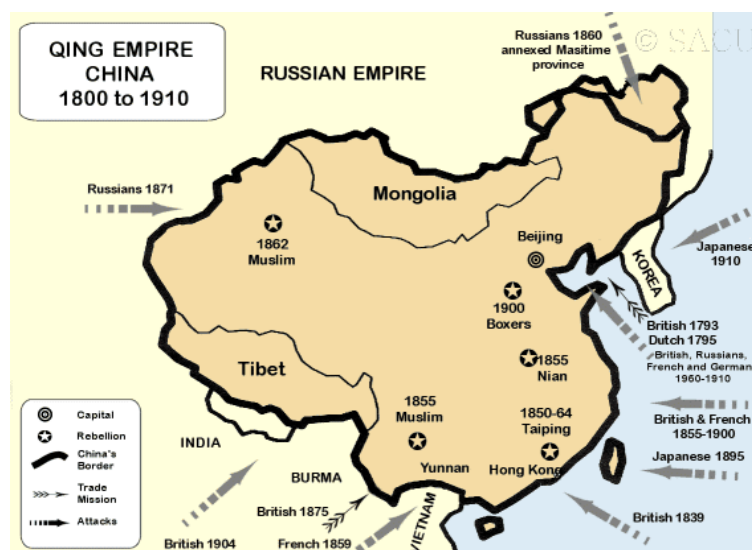 QING EMPIRE
CHINA
1800 to 1910
RUSSIAN EMPIRE
Russians 1860
annexed Masitime
province
© SACU
Russians 1871
Mongolia
1862
Muslim
Beijing
KOREA
Japanese
1910
1900
Boxers
British 1793
Dutch 1795
British, Russians,
French and German
1960-1910
1855
Nian
Tibet
1855
Muslim
1850-64
Taiping
British & French
1855-1900
Yunnan
Hong Kong
Japanese 1895
INDIA
BURMA
British 1875
VIETNAM
British 1839
British 1904
French 1859
Capital
Rebellion
China's
Border
Trade
Mission
Attacks